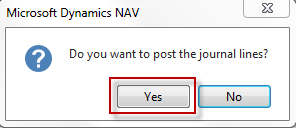 Microsoft Dynamics NAV
Do you want to post the journal lines?
Yes
No